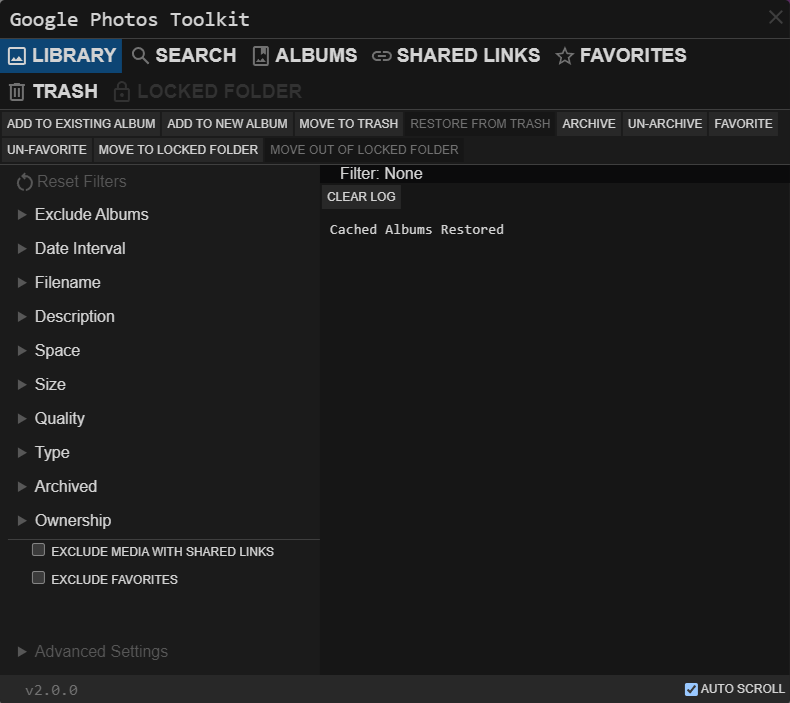 Google Photos Toolkit
LIBRARY SEARCH ALBUMS SHARED LINKS FAVORITES
TRASH LOCKED FOLDER
ADD TO EXISTING ALBUM ADD TO NEW ALBUM MOVE TO TRASH RESTORE FROM TRASH ARCHIVE UN-ARCHIVE FAVORITE
UN-FAVORITE MOVE TO LOCKED FOLDER MOVE OUT OF LOCKED FOLDER
Reset Filters
Exclude Albums
Date Interval
Filename
Description
Space
Size
Quality
Type
Archived
Ownership
EXCLUDE MEDIA WITH SHARED LINKS
EXCLUDE FAVORITES
Advanced Settings
Filter: None
CLEAR LOG
Cached Albums Restored
v2.0.0
AUTO SCROLL